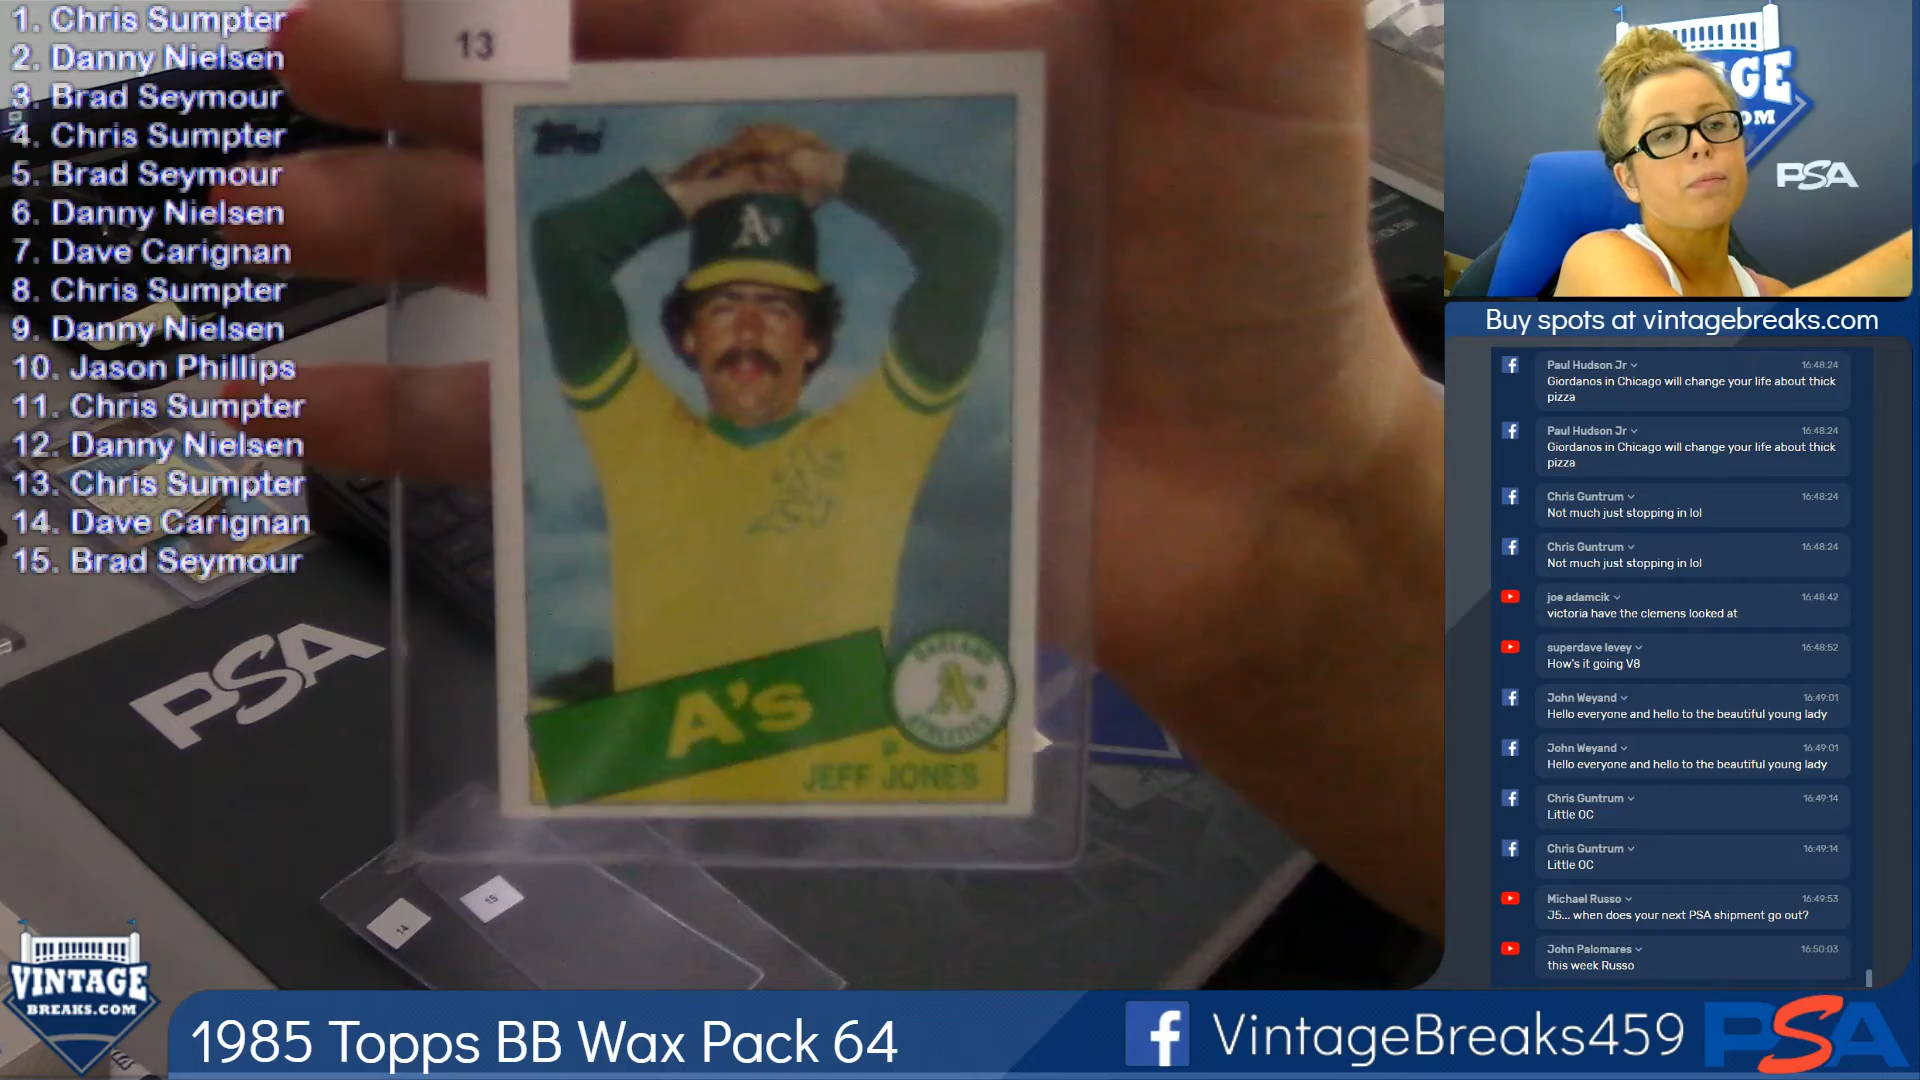 1. Chris Sumpter
2. Danny Nielsen
3. Brad Seymour
4. Chris Sumpter
5. Brad Seymour
6. Danny Nielsen
7. Dave Carignan
8. Chris Sumpter
9. Danny Nielsen
10. Jason Phillips
11. Chris Sumpter
12. Danny Nielsen
13. Chris Sumpter
14. Dave Carignan
15. Brad Seymour
13
Topps
A's
A's
A's
OAKLAND
A's
ATHLETICS
P
JEFF JONES
PSA
14
15
PSA
Buy spots at vintagebreaks.com
Paul Hudson Jr 16:48:24
Giordanos in Chicago will change your life about thick
pizza
Paul Hudson Jr 16:48:24
Giordanos in Chicago will change your life about thick
pizza
Chris Guntrum 16:48:24
Not much just stopping in lol
Chris Guntrum 16:48:24
Not much just stopping in lol
joe adamcik 16:48:42
victoria have the clemens looked at
superdave levey 16:48:52
How's it going V8
John Weyand 16:49:01
Hello everyone and hello to the beautiful young lady
John Weyand 16:49:01
Hello everyone and hello to the beautiful young lady
Chris Guntrum 16:49:14
Little OC
Chris Guntrum 16:49:14
Little OC
Michael Russo 16:49:53
J5... when does your next PSA shipment go out?
John Palomares 16:50:03
this week Russo
VINTAGE
BREAKS.COM
1985 Topps BB Wax Pack 64
VintageBreaks459
PSA